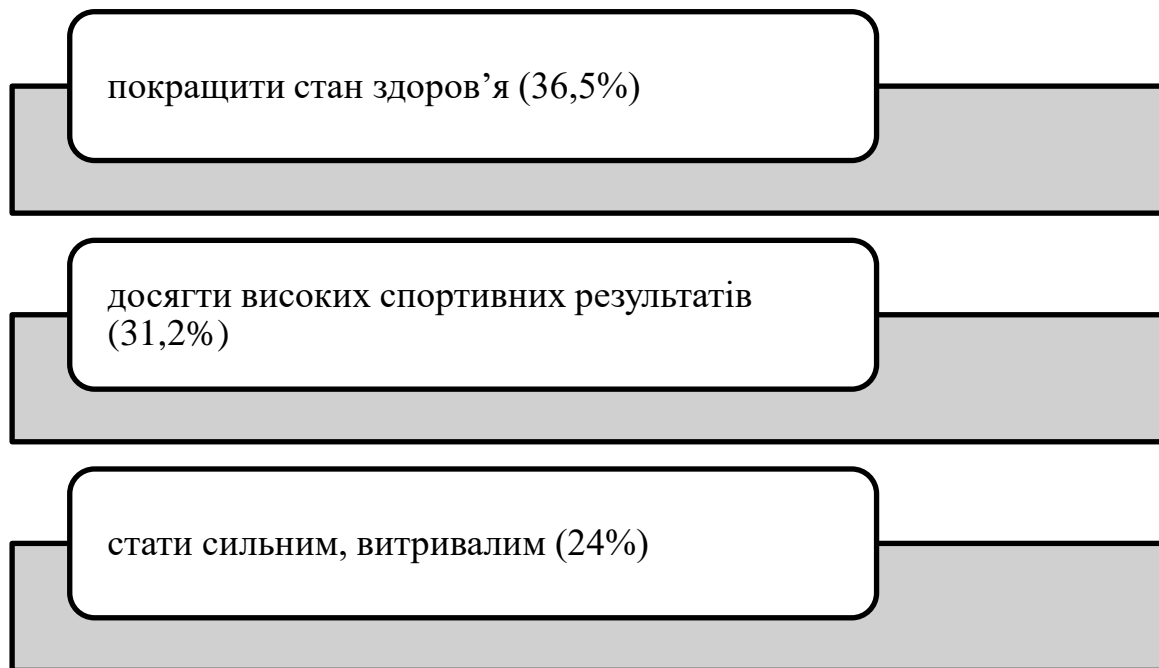 покращити стан здоров’я (36,5%)
досягти високих спортивних результатів
(31,2%)
стати сильним, витривалим (24%)